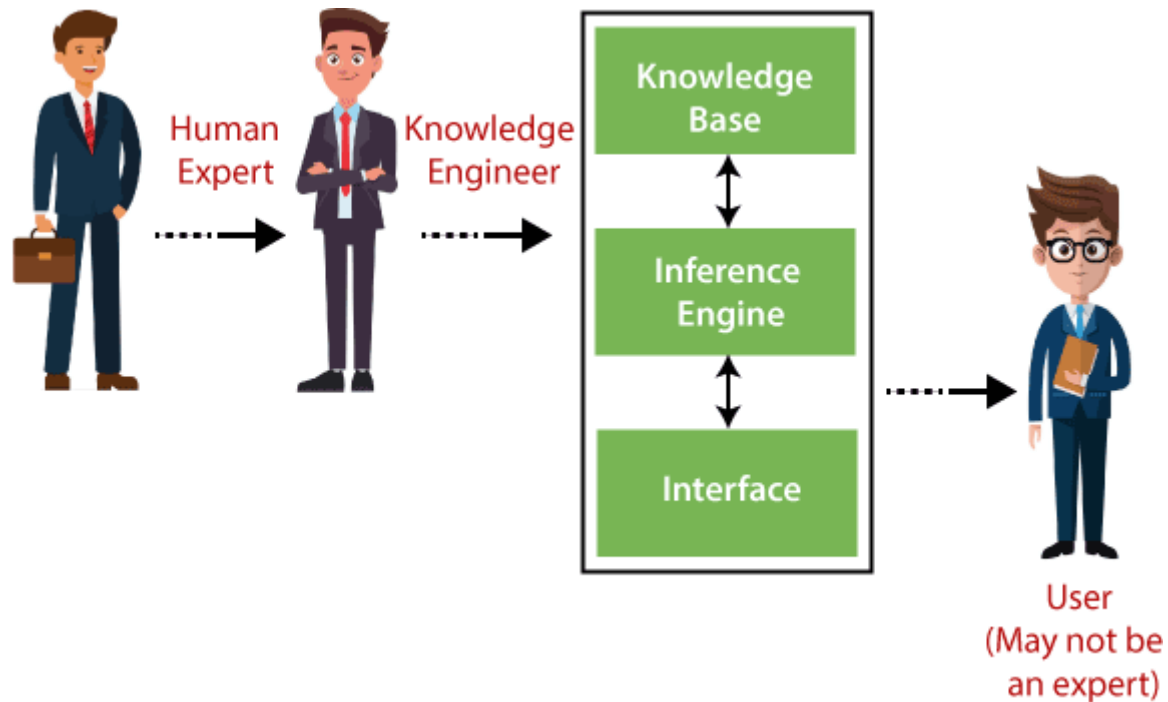 Human
Expert
Knowledge
Engineer
Knowledge
Base
Inference
Engine
Interface
User
(May not be
an expert)